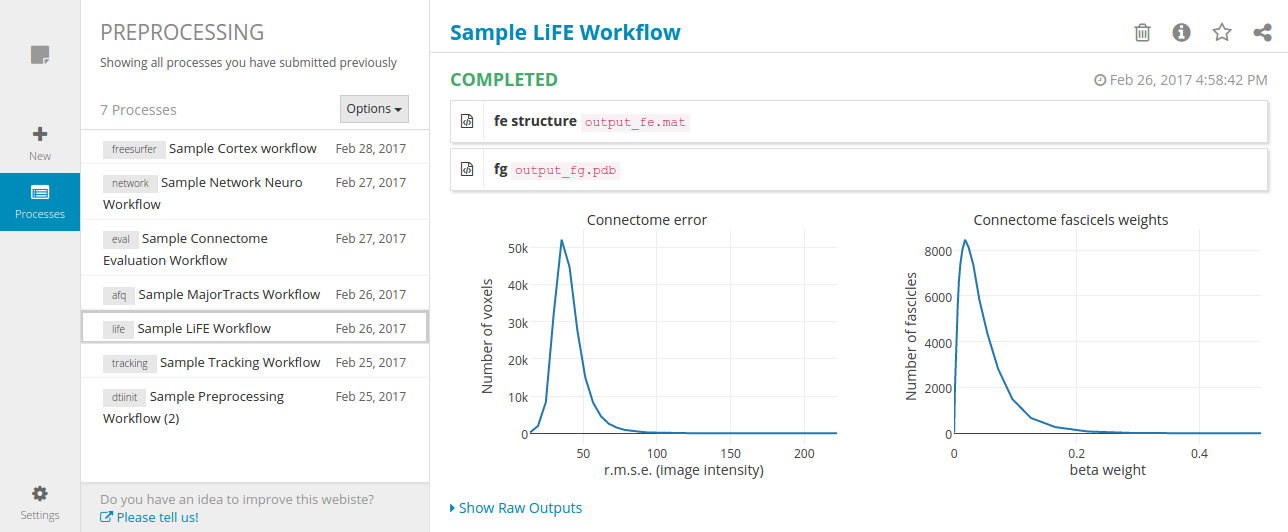 PREPROCESSING
Showing all processes you have submitted previously
7 Processes
Options
New
Processes
Settings
freesurfer Sample Cortex workflow Feb 28, 2017
network Sample Network Neuro Feb 27, 2017
Workflow
eval Sample Connectome Feb 27, 2017
Evaluation Workflow
afq Sample MajorTracts Workflow Feb 26, 2017
life Sample LiFE Workflow Feb 26, 2017
tracking Sample Tracking Workflow Feb 25, 2017
dtiinit Sample Preprocessing Feb 25, 2017
Workflow (2)
Do you have an idea to improve this webiste?
Please tell us!
Sample LiFE Workflow
COMPLETED
Feb 26, 2017 4:58:42 PM
fe structure output_fe.mat
fg output_fg.pdb
Connectome error
Number of voxels
50k
40k
30k
20k
10k
0
50 100 150 200
r.m.s.e. (image intensity)
Connectome fascicels weights
Number of fascicles
8000
6000
4000
2000
0
0 0.2 0.4
beta weight
Show Raw Outputs